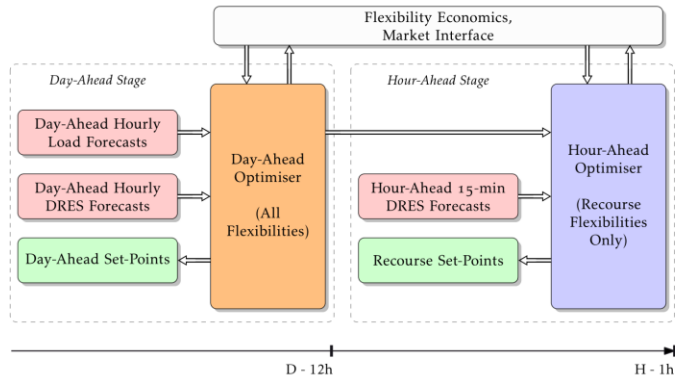 Flexibility Economics,
Market Interface
Day-Ahead Stage
Hour-Ahead Stage
Day-Ahead Hourly
Load Forecasts
Day-Ahead Hourly
DRES Forecasts
Day-Ahead Set-Points
Day-Ahead
Optimiser
(All
Flexibilities)
Hour-Ahead 15-min
DRES Forecasts
Recourse Set-Points
Hour-Ahead
Optimiser
(Recourse
Flexibilities
Only)
D - 12h
H - 1h